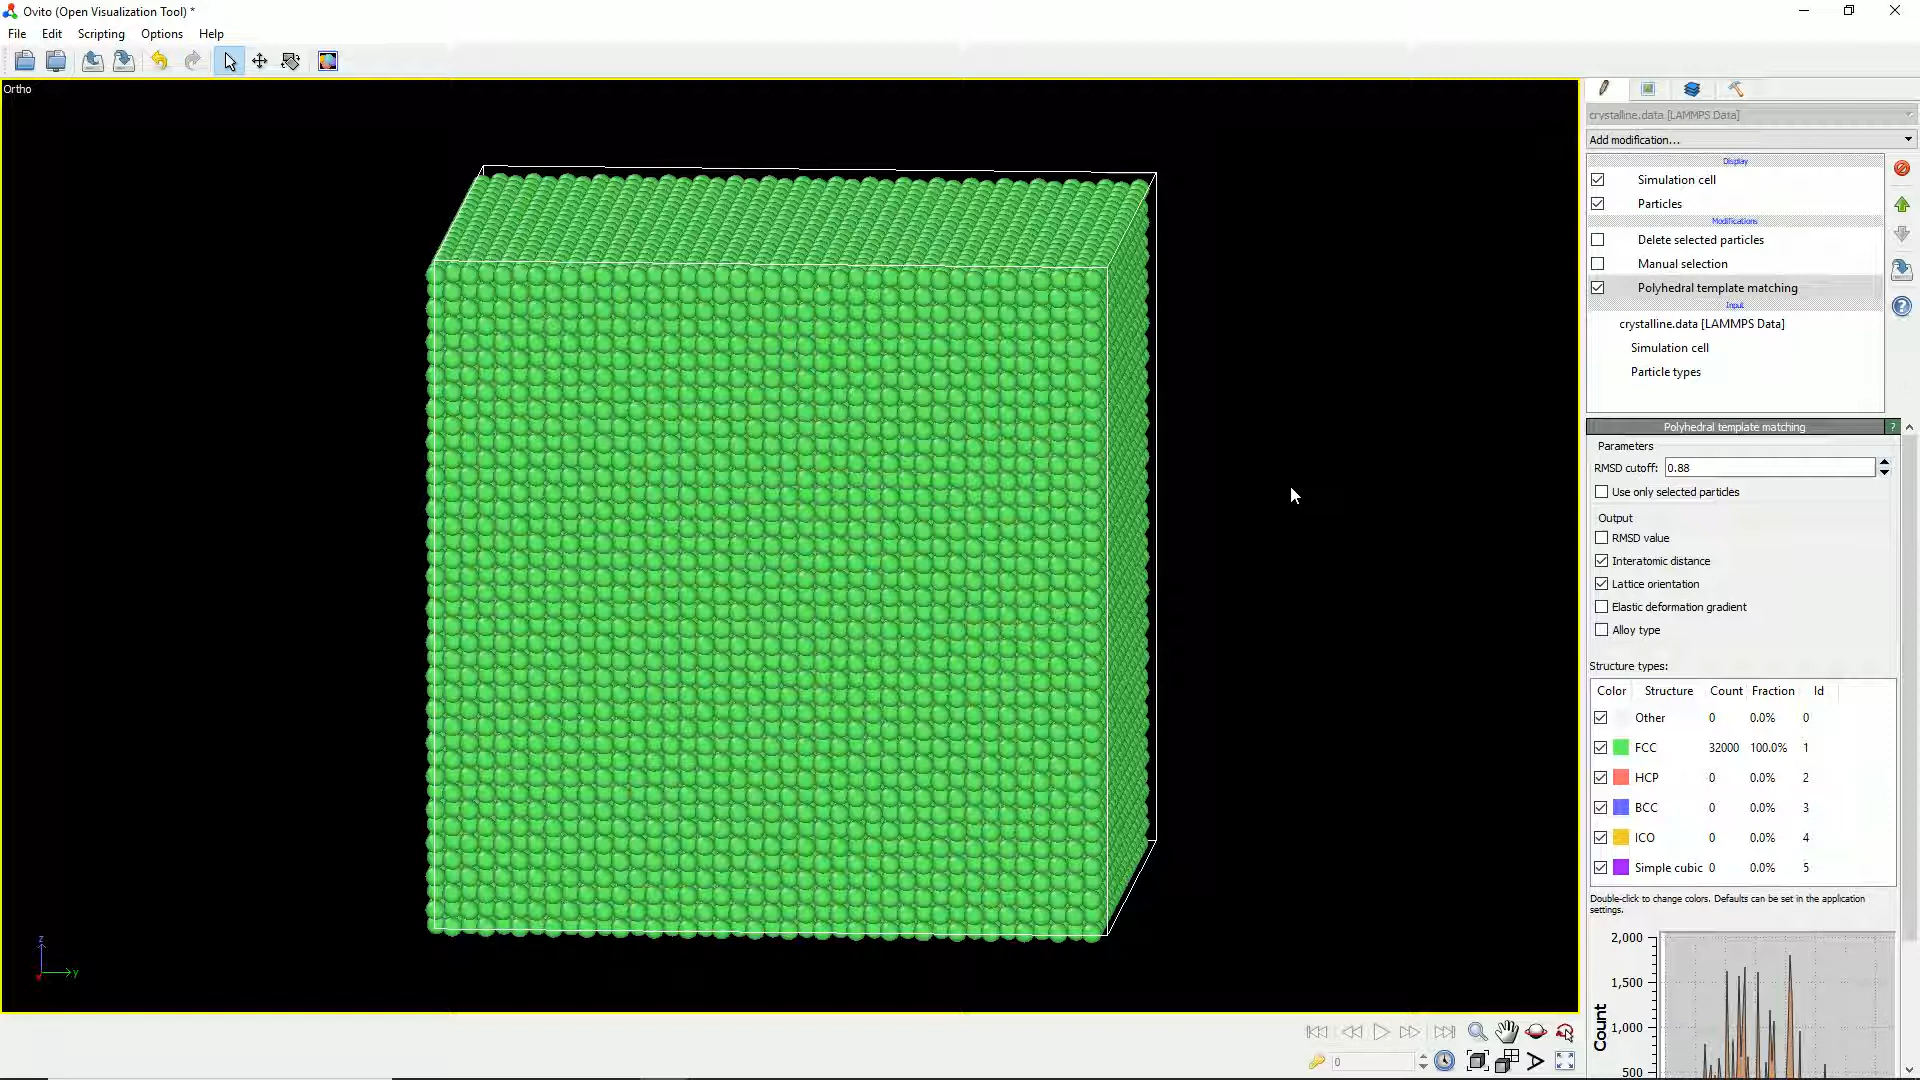 Ovito (Open Visualization Tool) *
File Edit Scripting Options Help
Ortho
crystalline.data [LAMMPS Data]
Add modification...
Display
Simulation cell
Particles
Modifications
Delete selected particles
Manual selection
Polyhedral template matching
Input
crystalline.data [LAMMPS Data]
Simulation cell
Particle types
Polyhedral template matching ?
Parameters
RMSD cutoff: 0.88
Use only selected particles
Output
RMSD value
Interatomic distance
Lattice orientation
Elastic deformation gradient
Alloy type
Structure types:
Color Structure Count Fraction Id
Other 0 0.0% 0
FCC 32000 100.0% 1
HCP 0 0.0% 2
BCC 0 0.0% 3
ICO 0 0.0% 4
Simple cubic 0 0.0% 5
Double-click to change colors. Defaults can be set in the application
settings.
2,000
1,500
1,000
500
Count
z
y
0